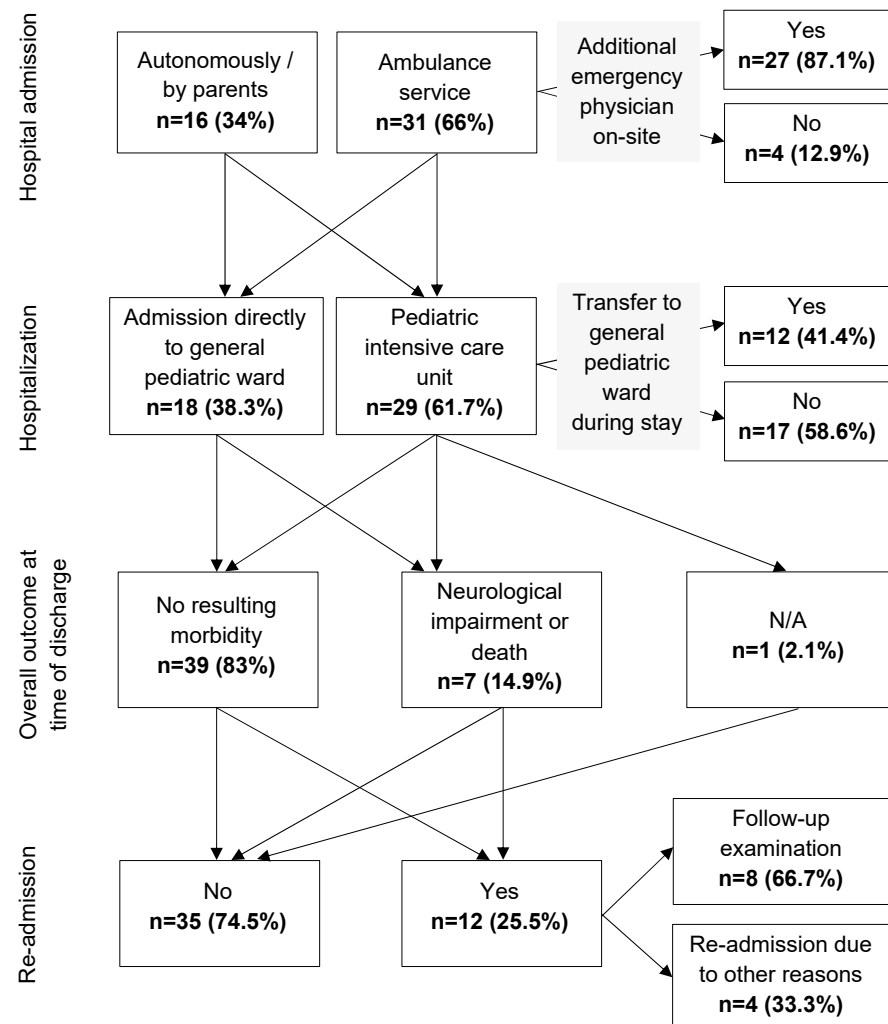 Hospital admission
Autonomously /
by parents
n=16 (34%)
Ambulance
service
n=31 (66%)
Additional
emergency
physician
on-site
Yes
n=27 (87.1%)
No
n=4 (12.9%)
Hospitalization
Admission directly
to general
pediatric ward
n=18 (38.3%)
Pediatric
intensive care
unit
n=29 (61.7%)
Transfer to
general
pediatric
ward
during stay
Yes
n=12 (41.4%)
No
n=17 (58.6%)
Overall outcome at
time of discharge
No resulting
morbidity
n=39 (83%)
Neurological
impairment or
death
n=7 (14.9%)
N/A
n=1 (2.1%)
Re-admission
No
n=35 (74.5%)
Yes
n=12 (25.5%)
Follow-up
examination
n=8 (66.7%)
Re-admission due
to other reasons
n=4 (33.3%)